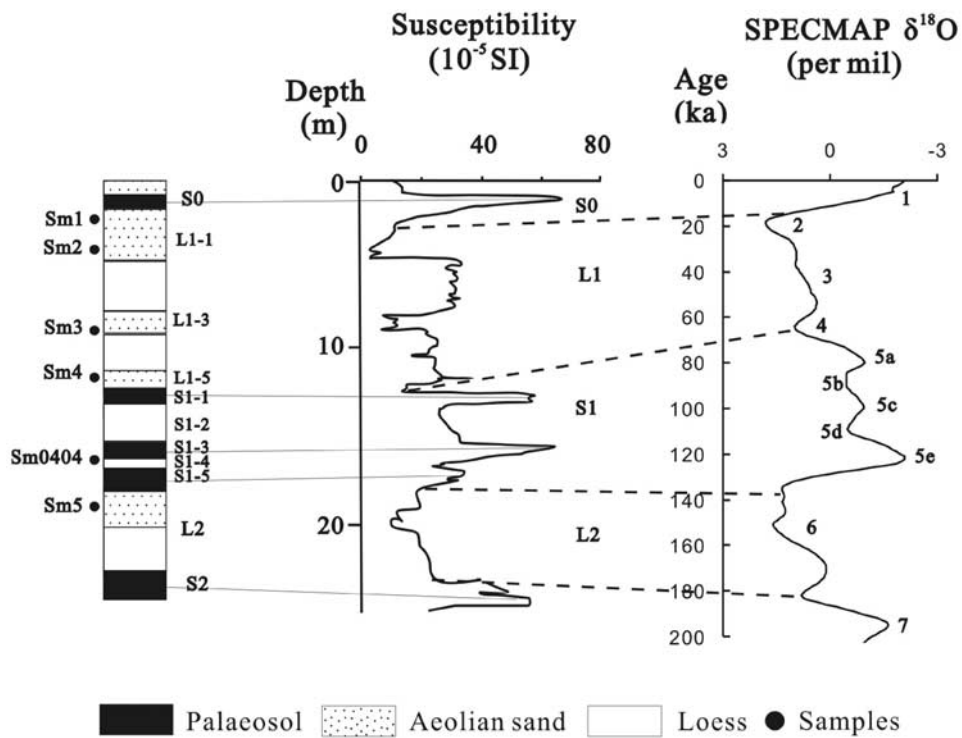 Susceptibility
(10⁻⁵ SI)
SPECMAP δ¹⁸O
(per mil)
Depth
(m)
Age
(ka)
0 40 80
3 0 -3
0
10
20
0
20
40
60
80
100
120
140
160
180
200
Sm1
Sm2
Sm3
Sm4
Sm0404
Sm5
S0
L1-1
L1-3
L1-5
S1-1
S1-2
S1-3
S1-4
S1-5
L2
S2
S0
L1
S1
L2
1
2
3
4
5a
5b
5c
5d
5e
6
7
Palaeosol Aeolian sand Loess Samples